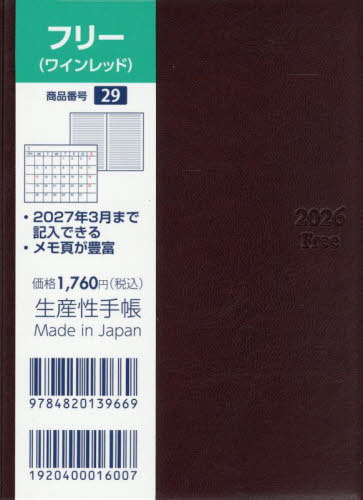 フリー
（ワインレッド）
商品番号 29
・2027年3月まで
記入できる
・メモ頁が豊富
価格1,760円（税込）
生産性手帳
Made in Japan
9784820139669
1920400016007
2026
Free